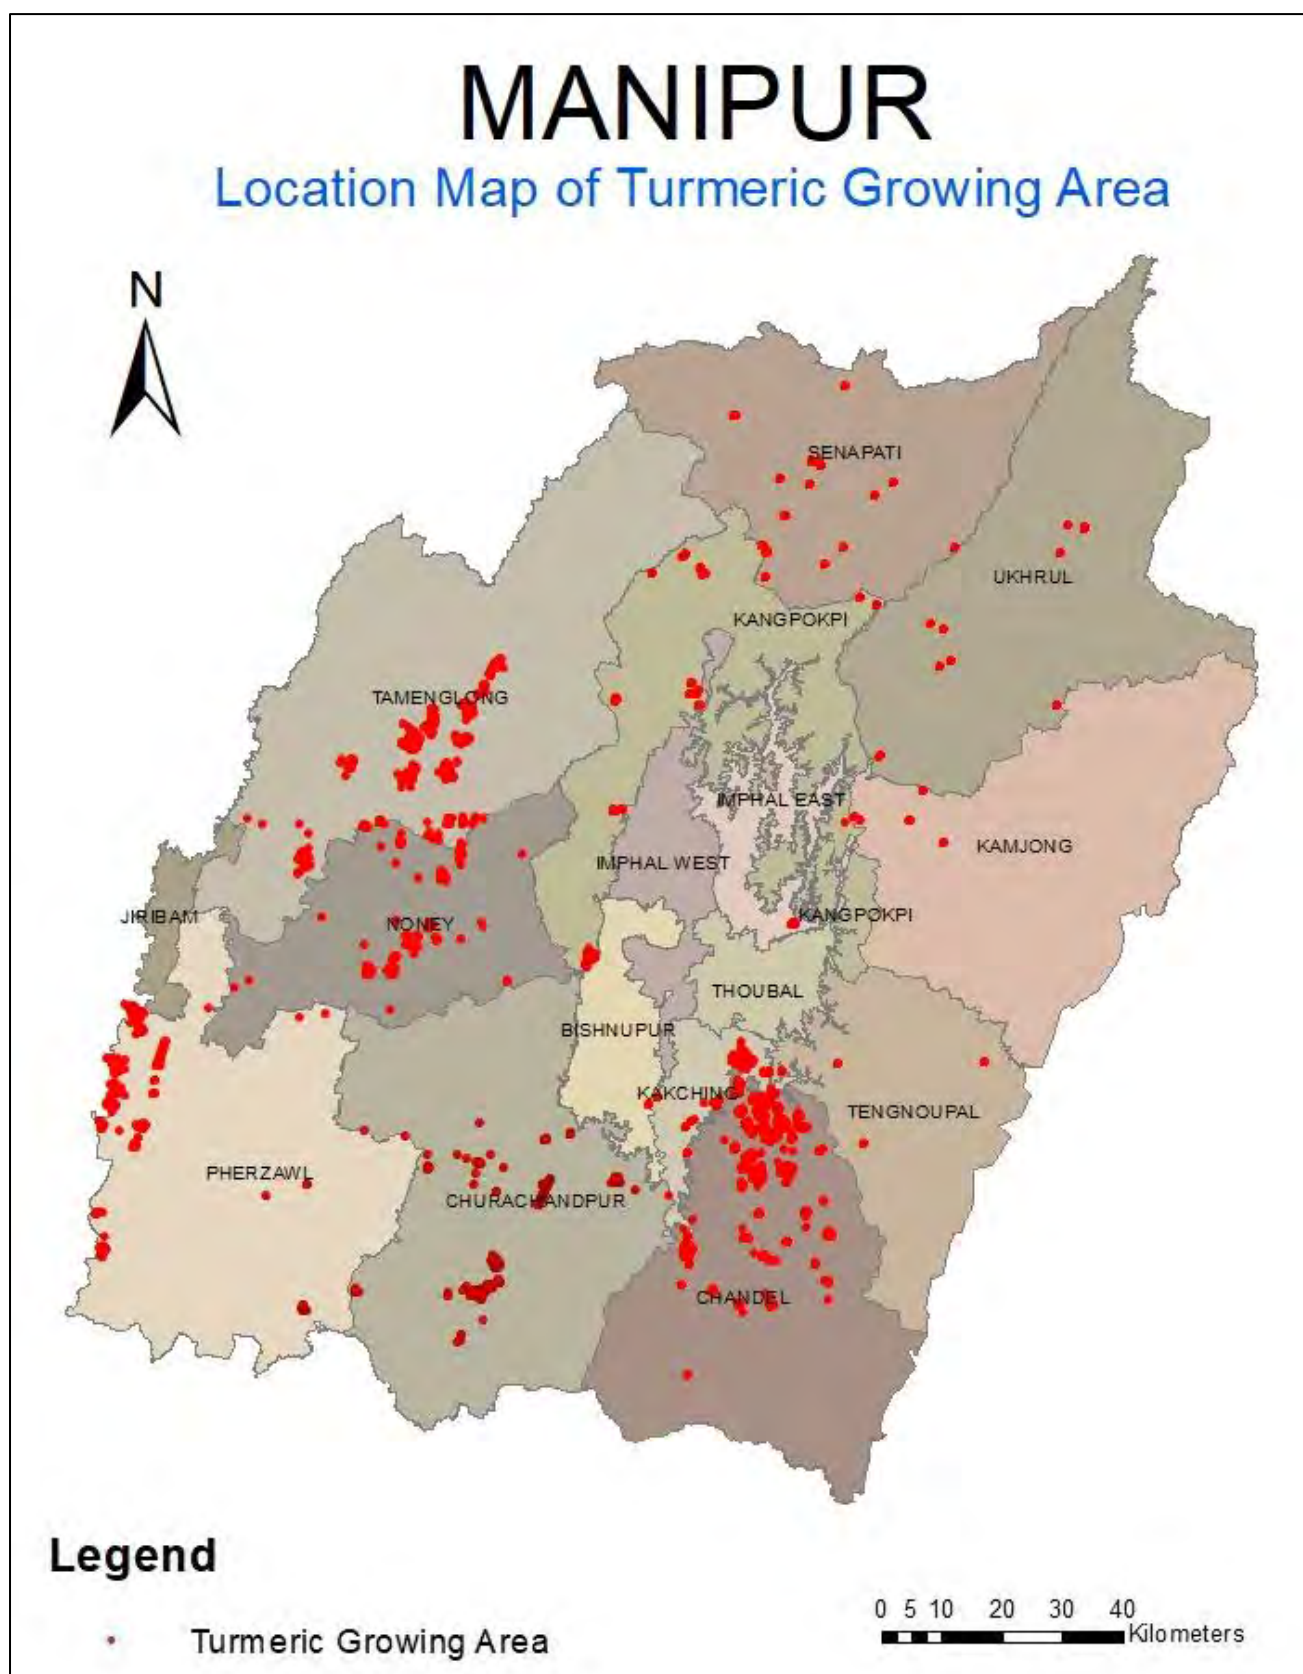 MANIPUR
Location Map of Turmeric Growing Area
N
SENAPATI
UKHRUL
KANGPOKPI
TAMENGLONG
IMPHAL EAST
KAMJONG
IMPHAL WEST
JIRIBAM
NONEY
KANGPOKPI
THOUBAL
BISHNUPUR
KAKCHING
TENGNOUPAL
PHERZAWL
CHURACHANDPUR
CHANDEL
Legend
Turmeric Growing Area
0 5 10 20 30 40
Kilometers